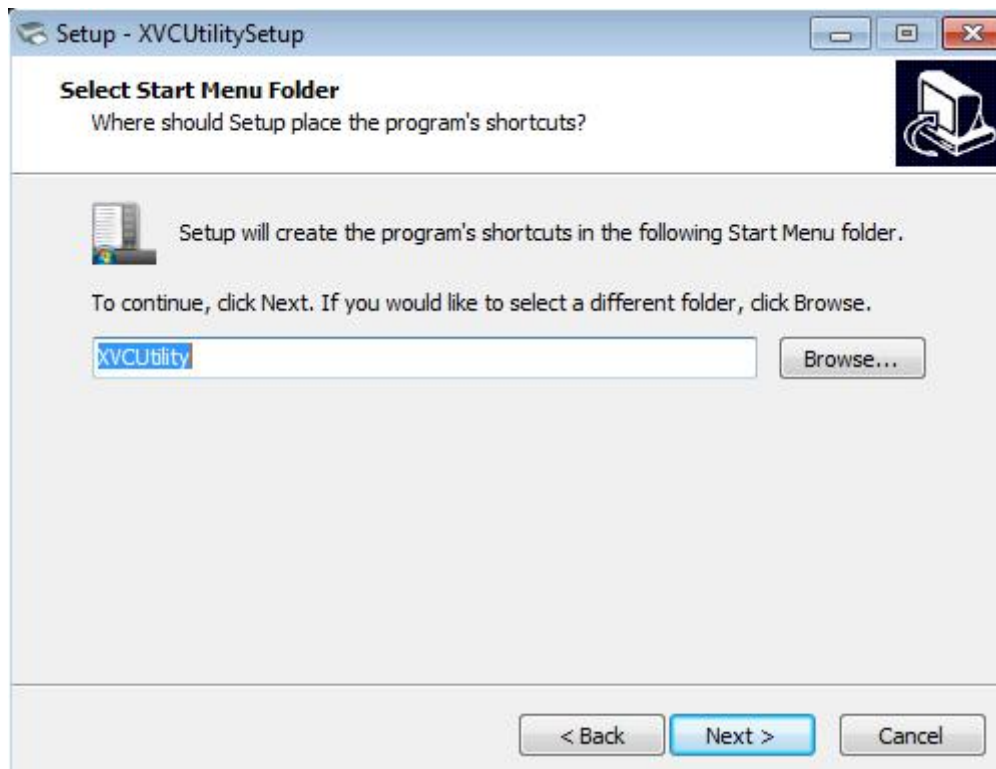 Setup - XVCUtilitySetup
Select Start Menu Folder
Where should Setup place the program's shortcuts?
Setup will create the program's shortcuts in the following Start Menu folder.
To continue, click Next. If you would like to select a different folder, click Browse.
XVCUtility
Browse...
< Back
Next >
Cancel